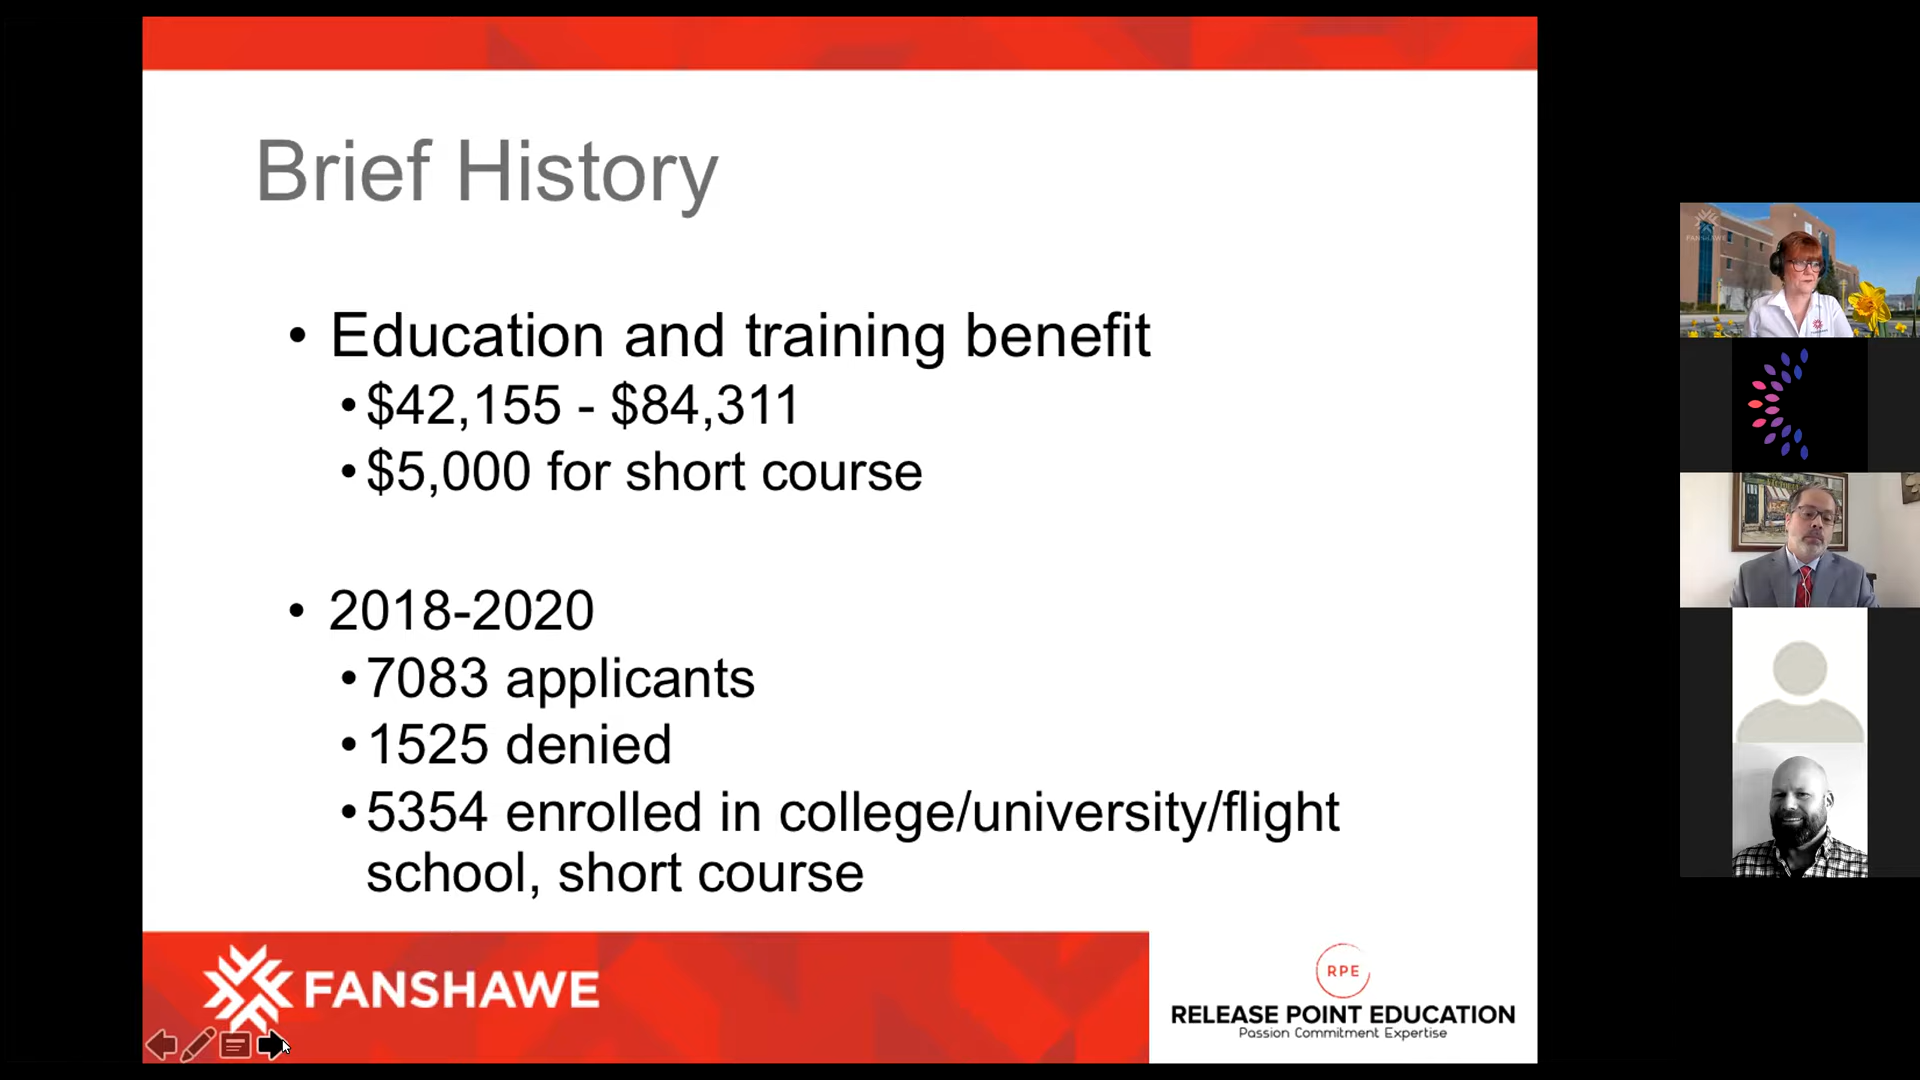 Brief History
• Education and training benefit
• $42,155 - $84,311
• $5,000 for short course
• 2018-2020
• 7083 applicants
• 1525 denied
• 5354 enrolled in college/university/flight
school, short course
FANSHAWE
RPE
RELEASE POINT EDUCATION
Passion Commitment Expertise
FANSHAWE